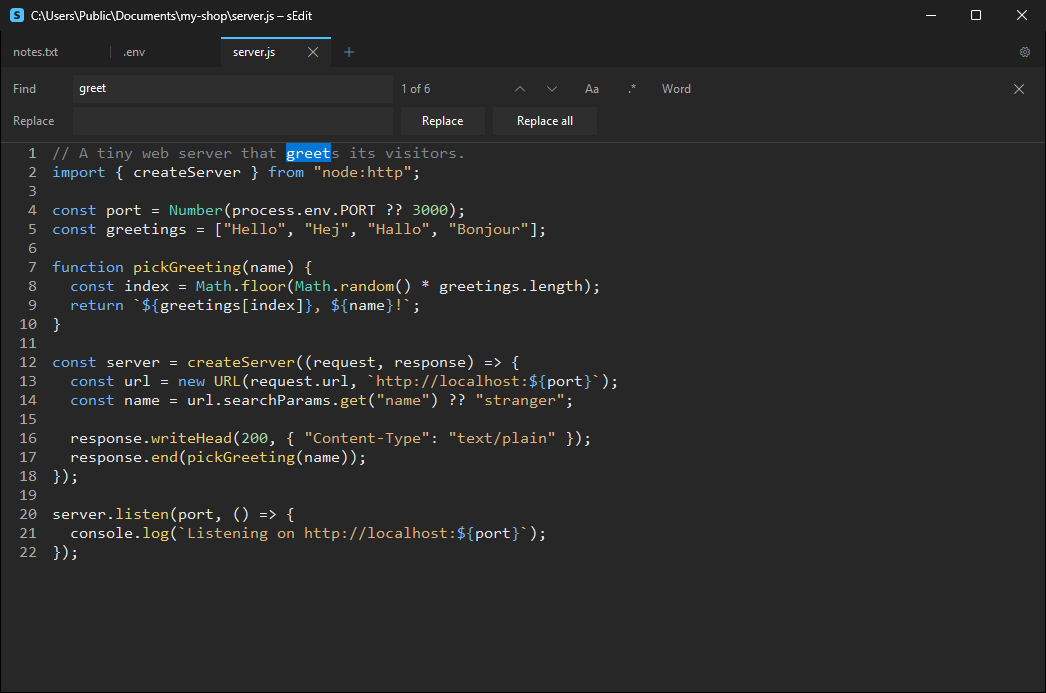 S C:\Users\Public\Documents\my-shop\server.js – sEdit
notes.txt .env server.js
Find greet 1 of 6 Aa .* Word
Replace Replace Replace all
1 // A tiny web server that greets its visitors.
2 import { createServer } from "node:http";
3
4 const port = Number(process.env.PORT ?? 3000);
5 const greetings = ["Hello", "Hej", "Hallo", "Bonjour"];
6
7 function pickGreeting(name) {
8   const index = Math.floor(Math.random() * greetings.length);
9   return `${greetings[index]}, ${name}!`;
10 }
11
12 const server = createServer((request, response) => {
13   const url = new URL(request.url, `http://localhost:${port}`);
14   const name = url.searchParams.get("name") ?? "stranger";
15
16   response.writeHead(200, { "Content-Type": "text/plain" });
17   response.end(pickGreeting(name));
18 });
19
20 server.listen(port, () => {
21   console.log(`Listening on http://localhost:${port}`);
22 });